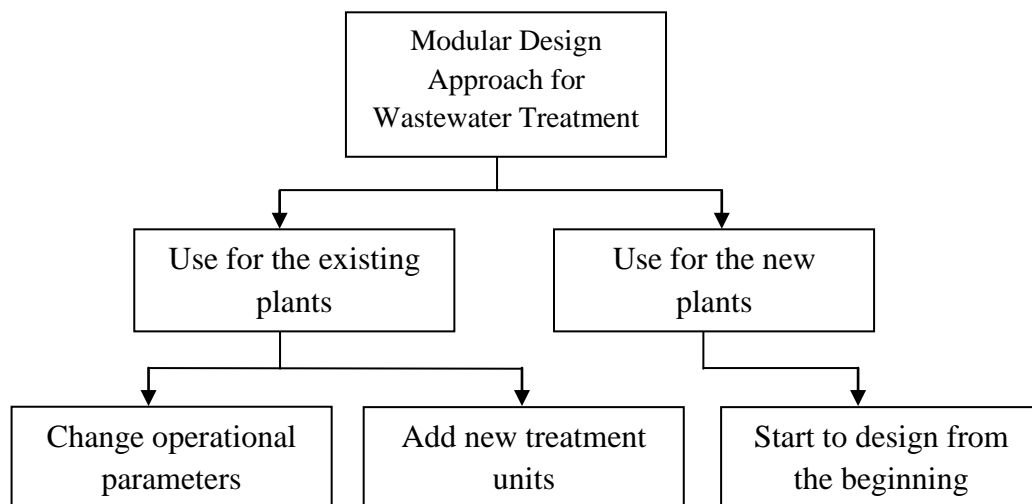 Modular Design
Approach for
Wastewater Treatment
Use for the existing
plants
Use for the new
plants
Change operational
parameters
Add new treatment
units
Start to design from
the beginning